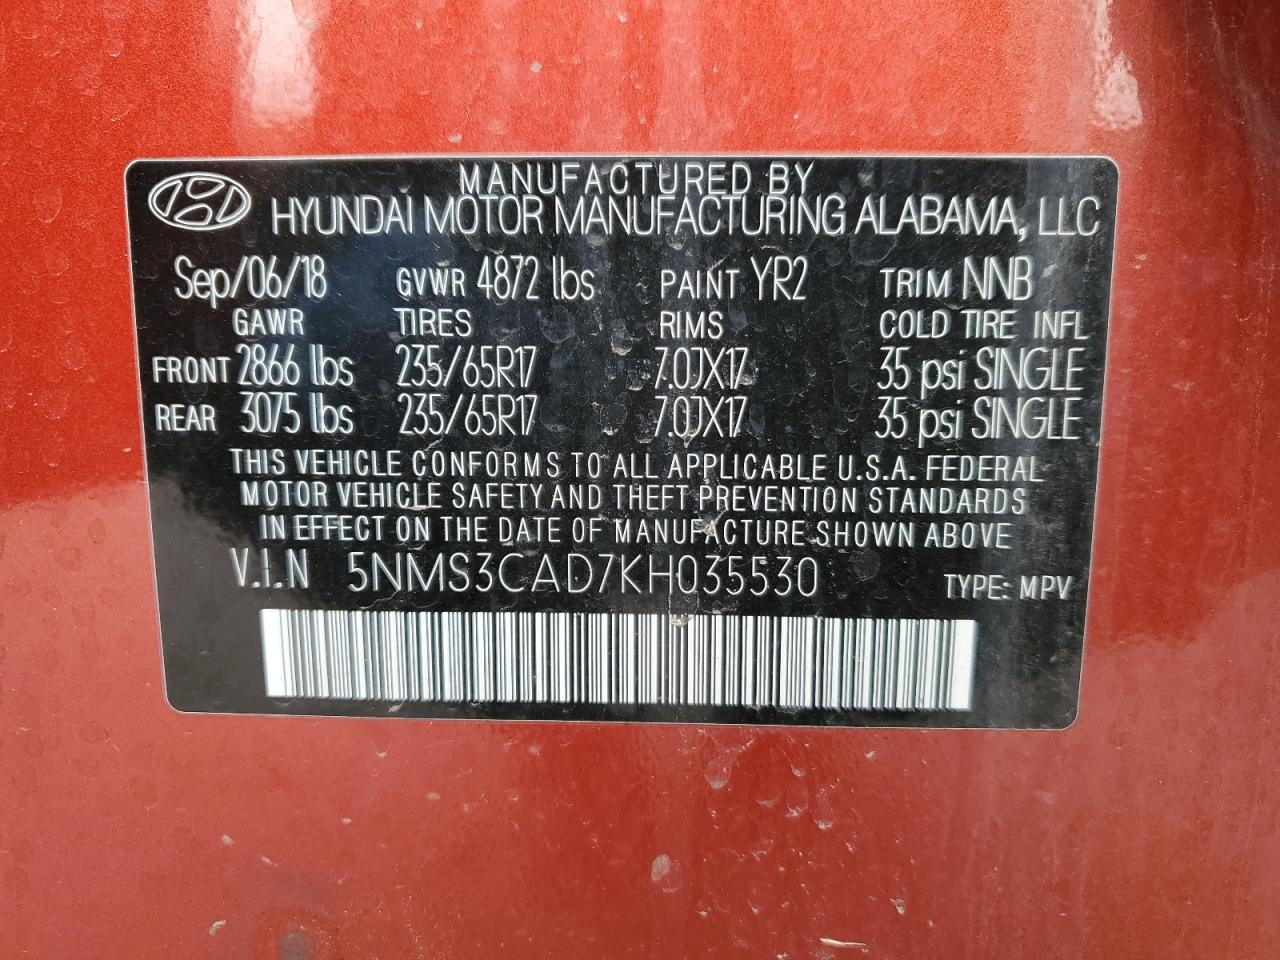 MANUFACTURED BY
HYUNDAI MOTOR MANUFACTURING ALABAMA, LLC
Sep/06/18 GVWR 4872 lbs PAINT YR2 TRIM NNB
GAWR TIRES RIMS COLD TIRE INFL
FRONT 2866 lbs 235/65R17 7.0JX17 35 psi SINGLE
REAR 3075 lbs 235/65R17 7.0JX17 35 psi SINGLE
THIS VEHICLE CONFORMS TO ALL APPLICABLE U.S.A. FEDERAL
MOTOR VEHICLE SAFETY AND THEFT PREVENTION STANDARDS
IN EFFECT ON THE DATE OF MANUFACTURE SHOWN ABOVE
V.I.N 5NMS3CAD7KH035530 TYPE: MPV